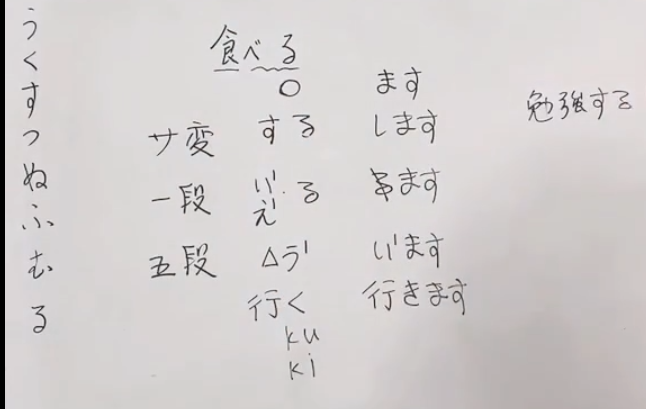 う
く
す
つ
ぬ
ふ
む
る
食べる
○ ます
サ変 する します
勉強する
一段 い゛る ます
え゛
五段 △う゛ い゛ます
行く 行きます
ku
ki